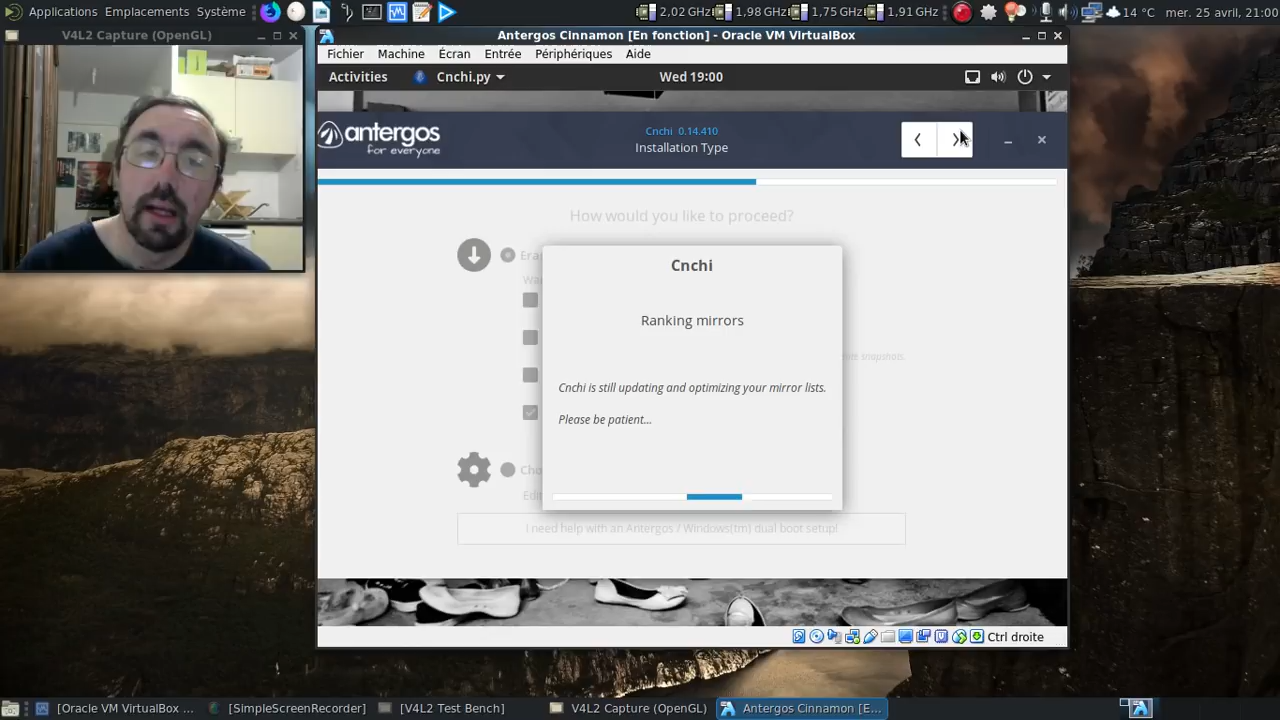 Applications Emplacements Système
2,02 GHz 1,98 GHz 1,75 GHz 1,91 GHz 14 °C mer. 25 avril, 21:00
V4L2 Capture (OpenGL)
Antergos Cinnamon [En fonction] - Oracle VM VirtualBox
Fichier Machine Écran Entrée Périphériques Aide
Activities Cnchi.py Wed 19:00
antergos
for everyone
Cnchi 0.14.410
Installation Type
How would you like to proceed?
Cnchi
Ranking mirrors
snapshots.
Cnchi is still updating and optimizing your mirror lists.
Please be patient...
I need help with an Antergos / Windows(tm) dual boot setup!
Ctrl droite
[Oracle VM VirtualBox ... [SimpleScreenRecorder] [V4L2 Test Bench] V4L2 Capture (OpenGL) Antergos Cinnamon [E...